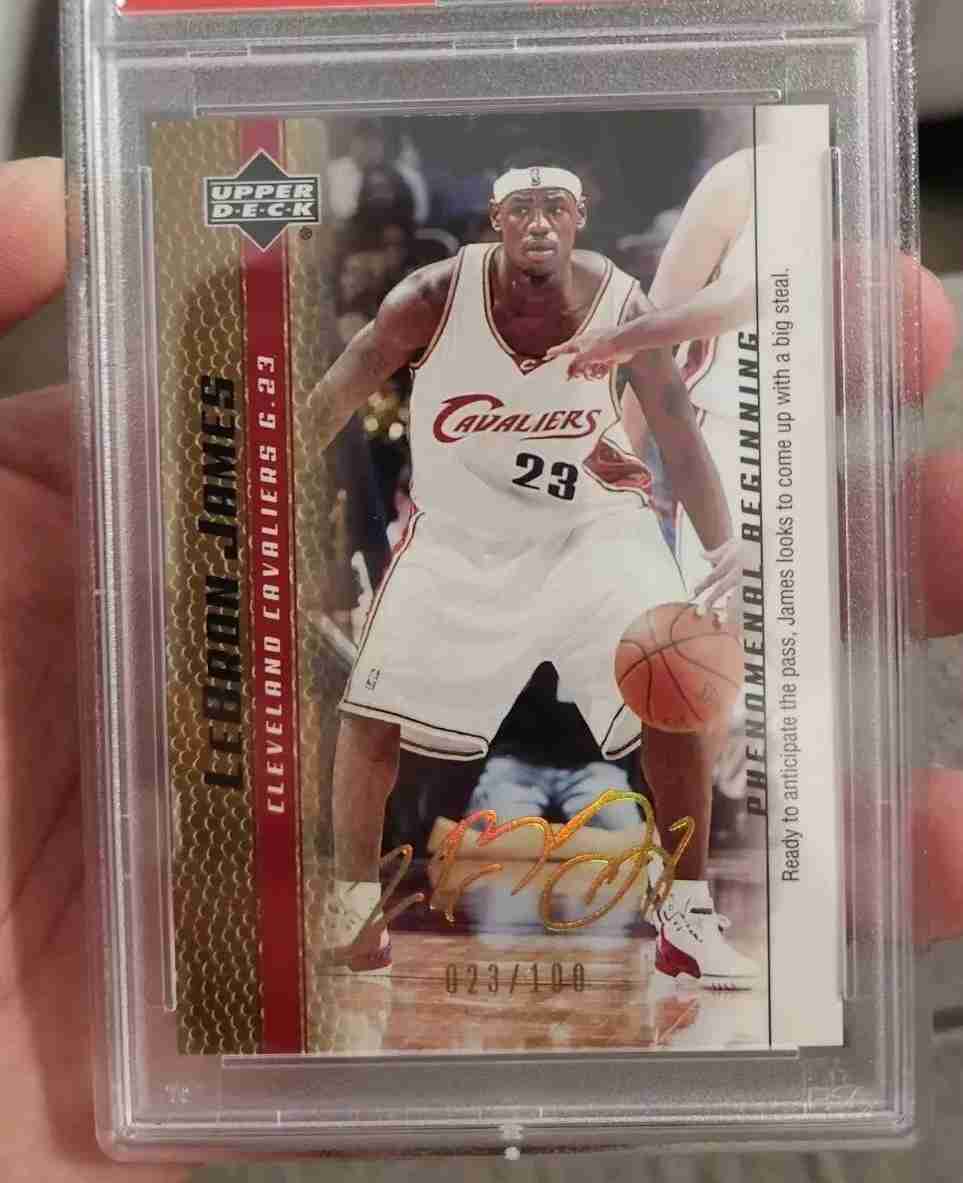 UPPER
D·E·C·K
®
LEBRON JAMES
CLEVELAND CAVALIERS G.23
CAVALIERS
23
PHENOMENAL BEGINNING
Ready to anticipate the pass, James looks to come up with a big steal.
023/100